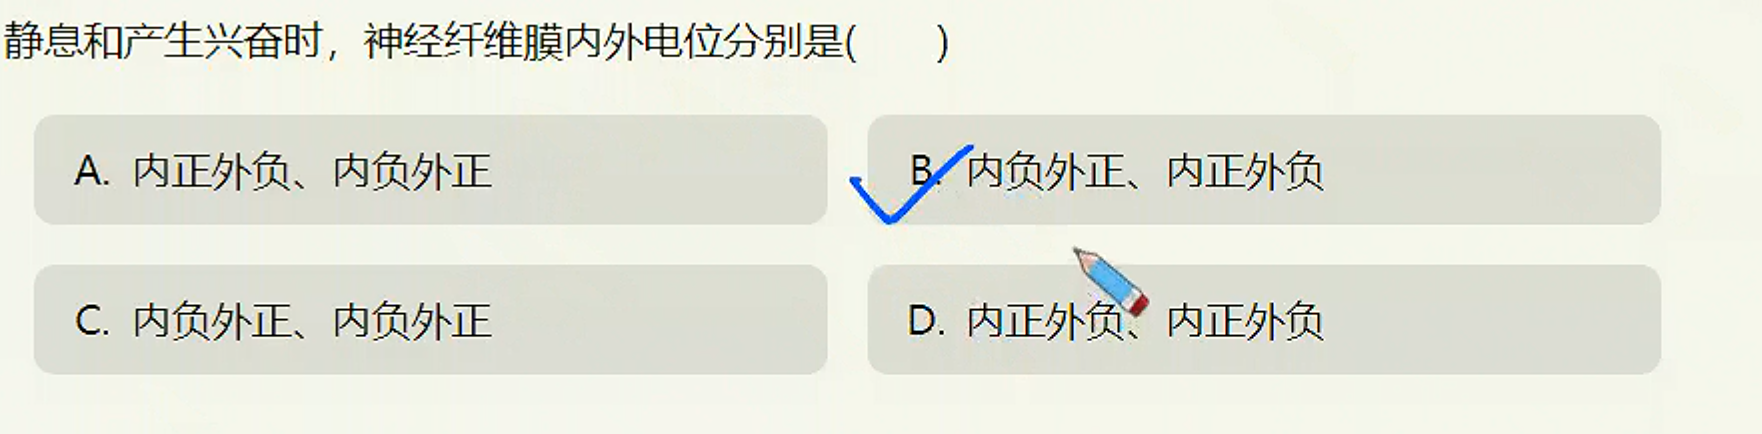 静息和产生兴奋时，神经纤维膜内外电位分别是(  )
A. 内正外负、内负外正
B. 内负外正、内正外负
C. 内负外正、内负外正
D. 内正外负、内正外负